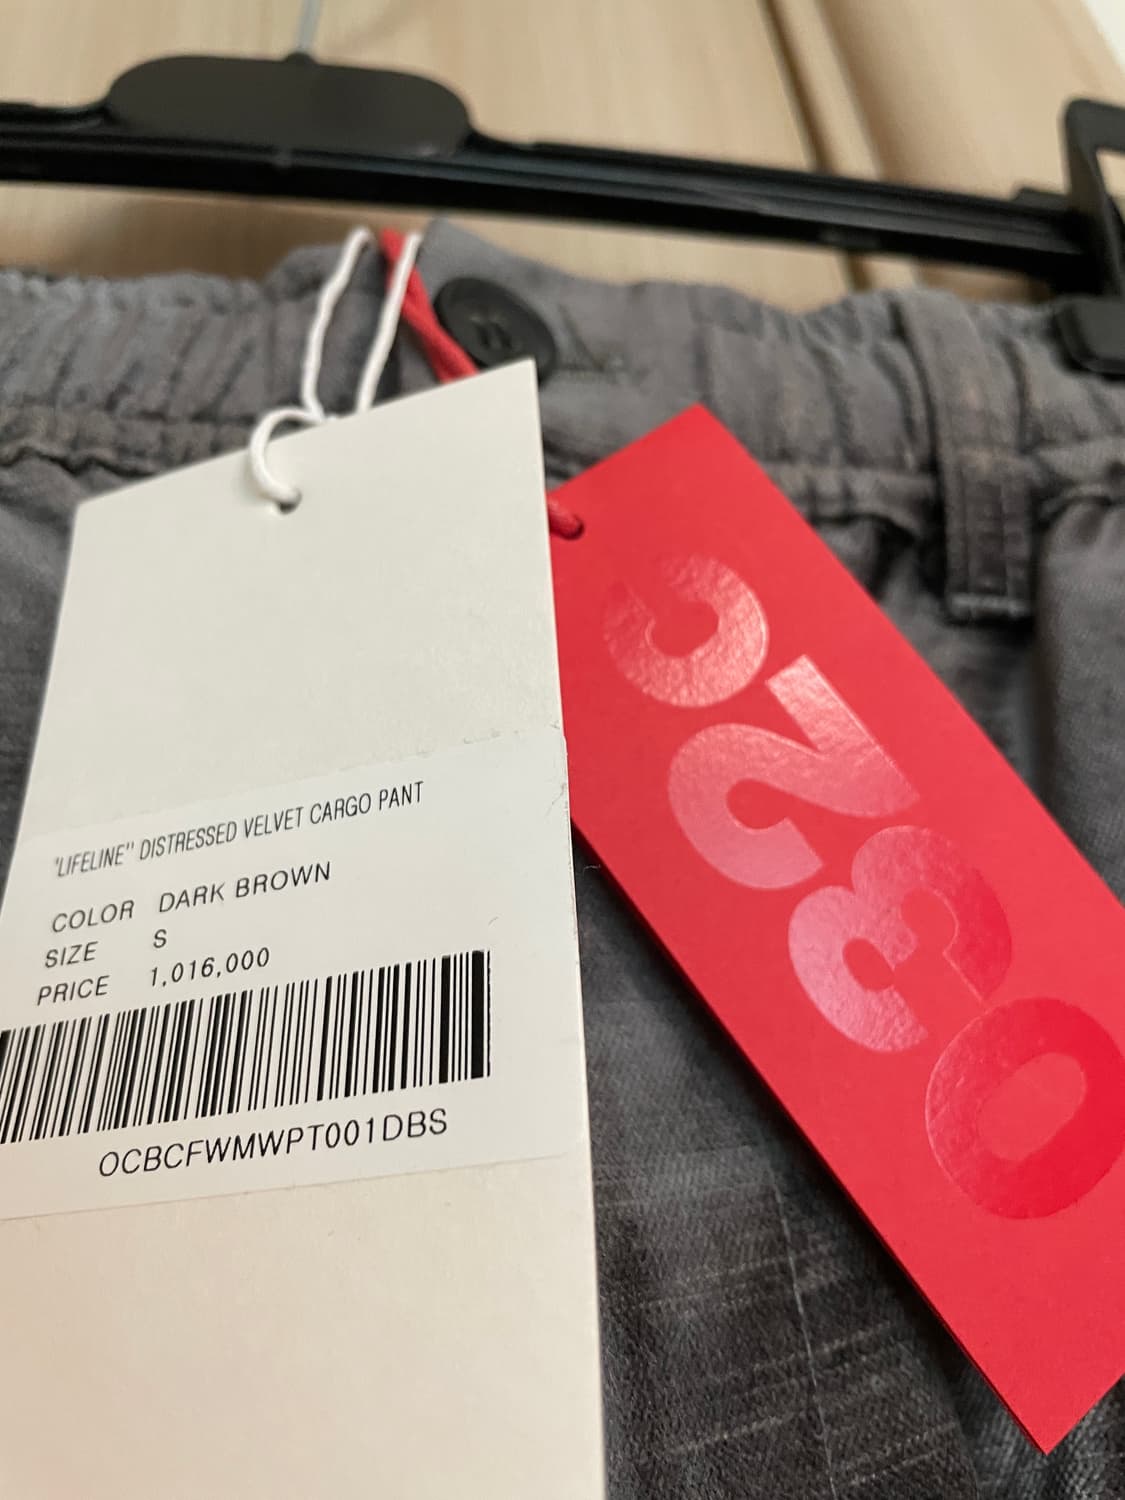 "LIFELINE" DISTRESSED VELVET CARGO PANT
COLOR DARK BROWN
SIZE S
PRICE 1,016,000
OCBCFWMWPT001DBS
032c